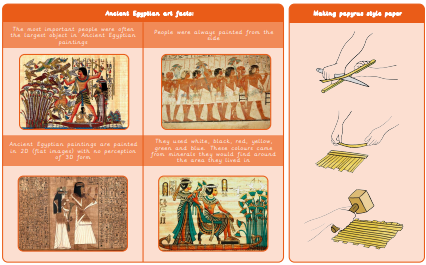 Ancient Egyptian art facts:
The most important people were often
the largest object in Ancient Egyptian
paintings
People were always painted from the
side
Ancient Egyptian paintings are painted
in 2D (flat images) with no perception
of 3D form
They used white, black, red, yellow,
green and blue. These colours came
from minerals they would find around
the area they lived in
Making papyrus style paper